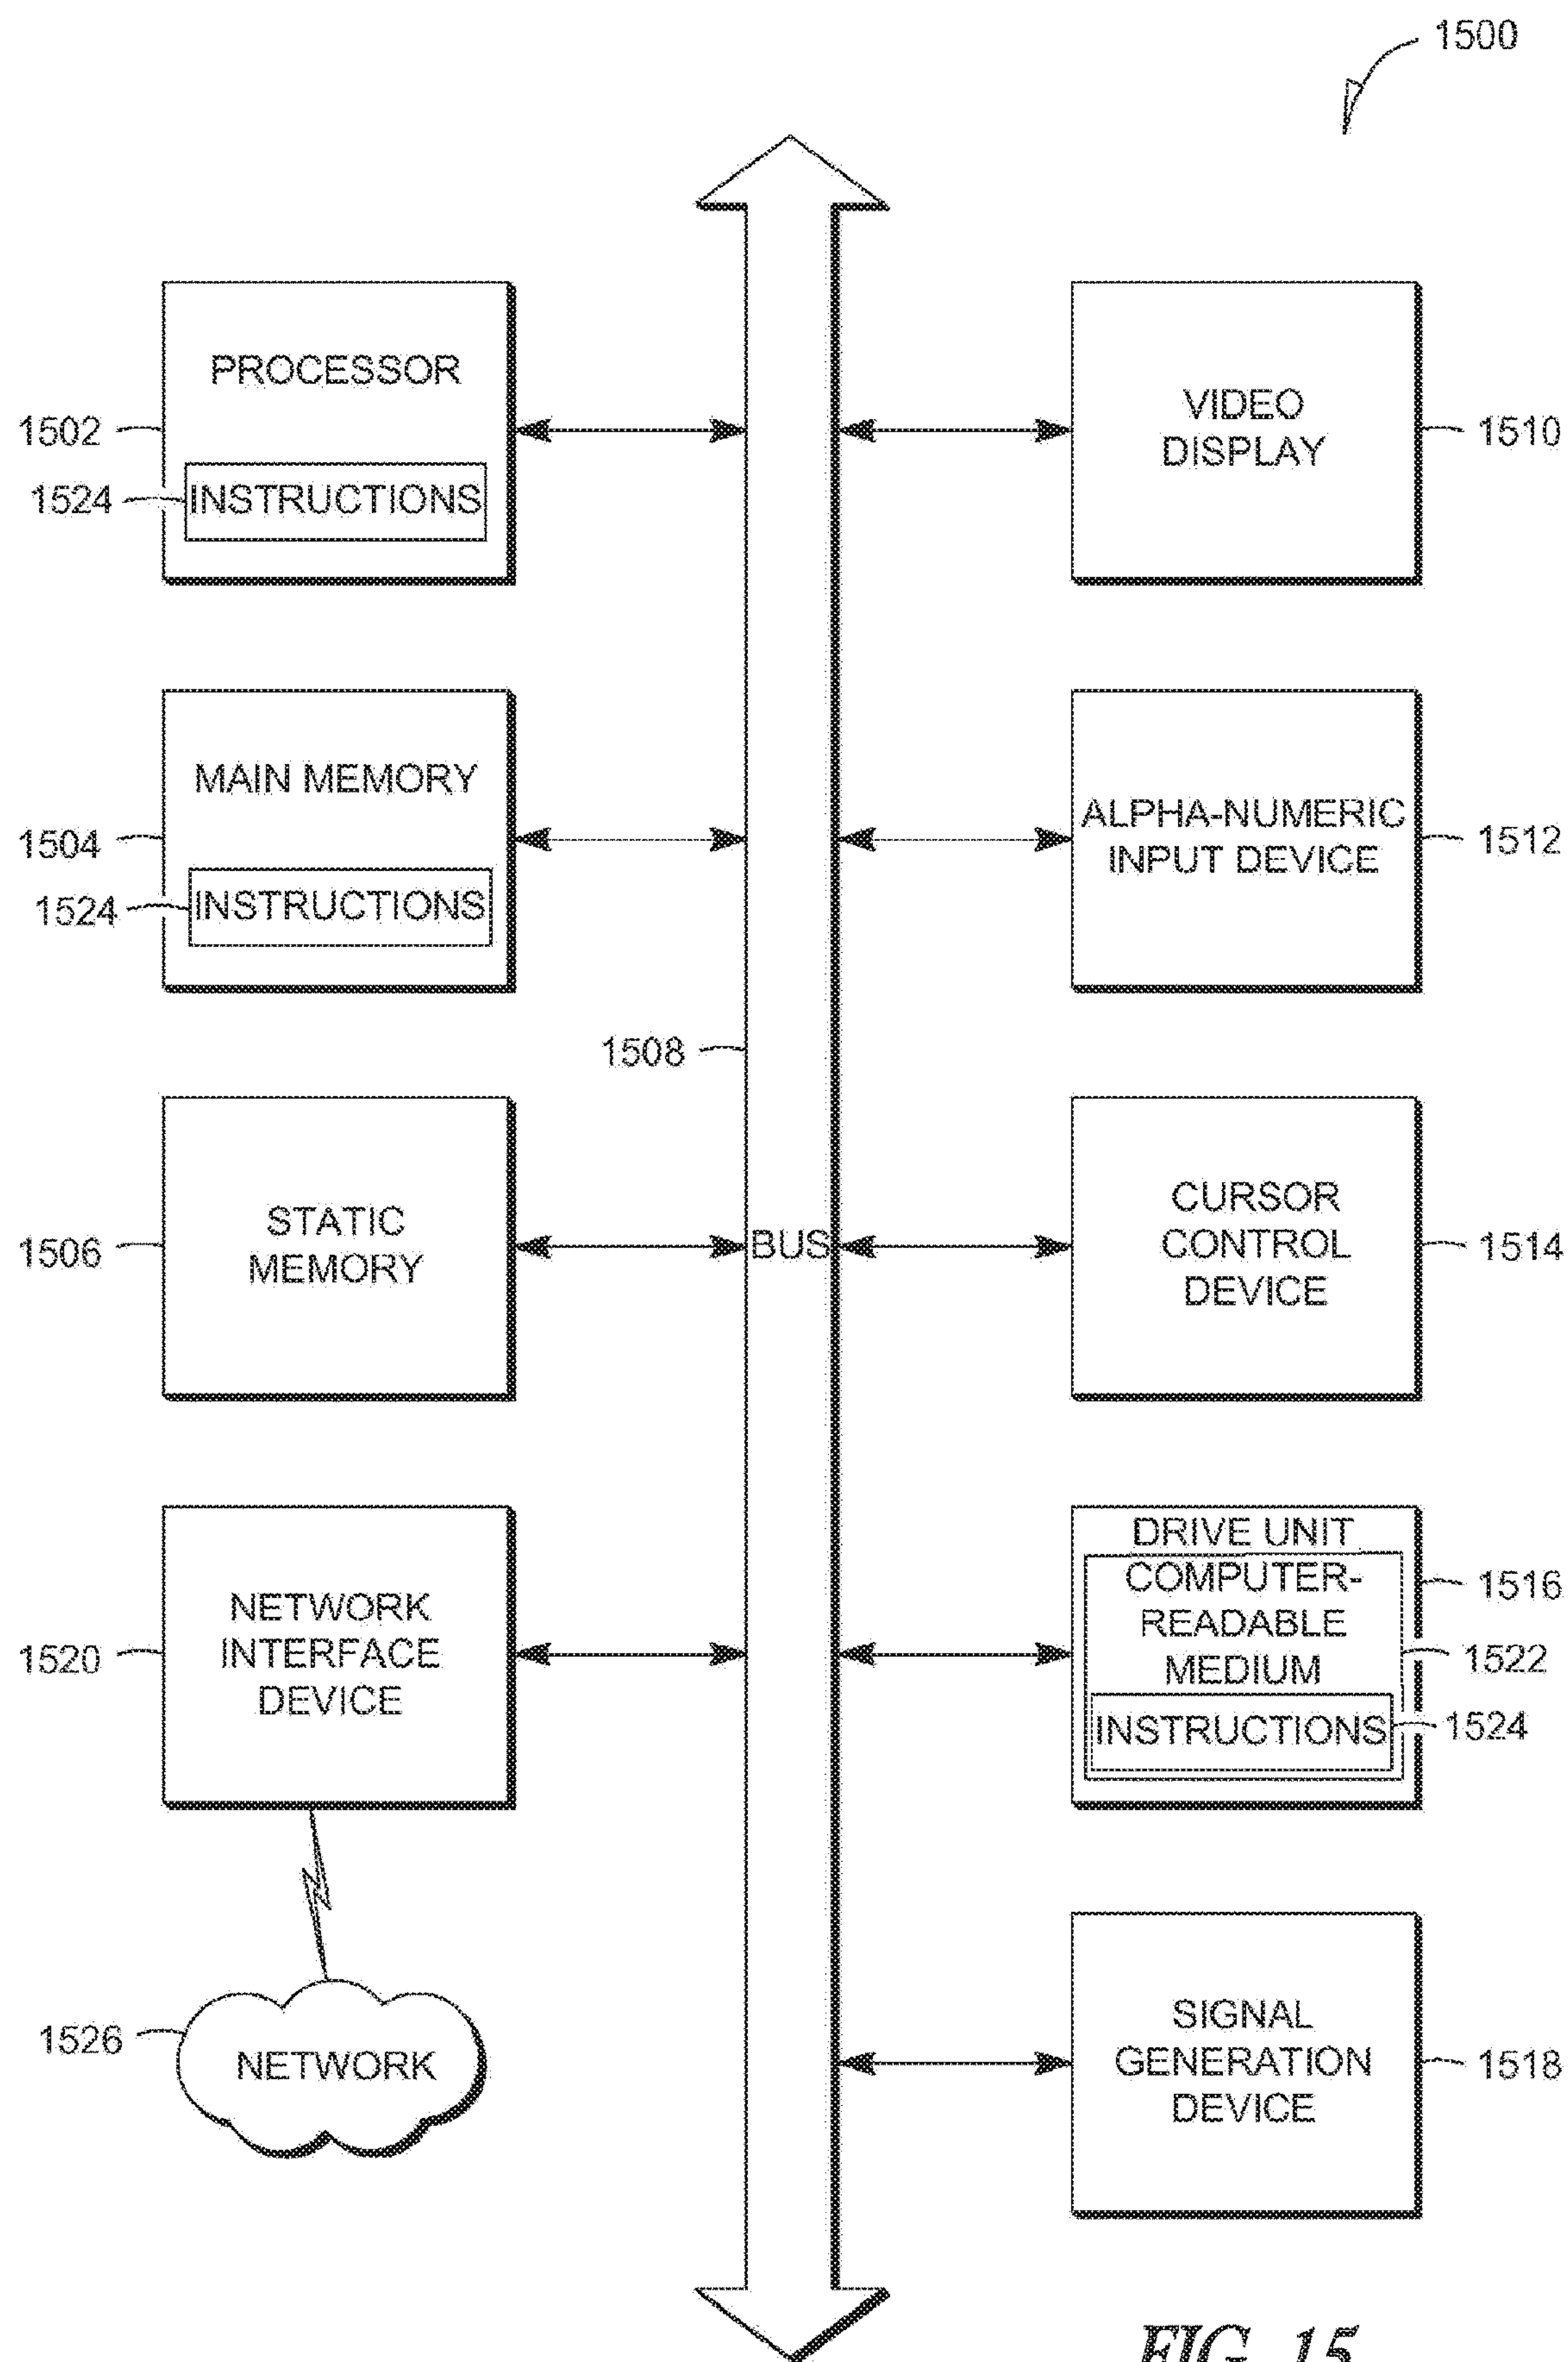 1500
PROCESSOR
1502
1524
INSTRUCTIONS
VIDEO
DISPLAY
1510
MAIN MEMORY
1504
1524
INSTRUCTIONS
ALPHA-NUMERIC
INPUT DEVICE
1512
1508
STATIC
MEMORY
1506
BUS
CURSOR
CONTROL
DEVICE
1514
NETWORK
INTERFACE
DEVICE
1520
DRIVE UNIT
COMPUTER-
READABLE
MEDIUM
INSTRUCTIONS
1516
1522
1524
1526
NETWORK
SIGNAL
GENERATION
DEVICE
1518
FIG. 15